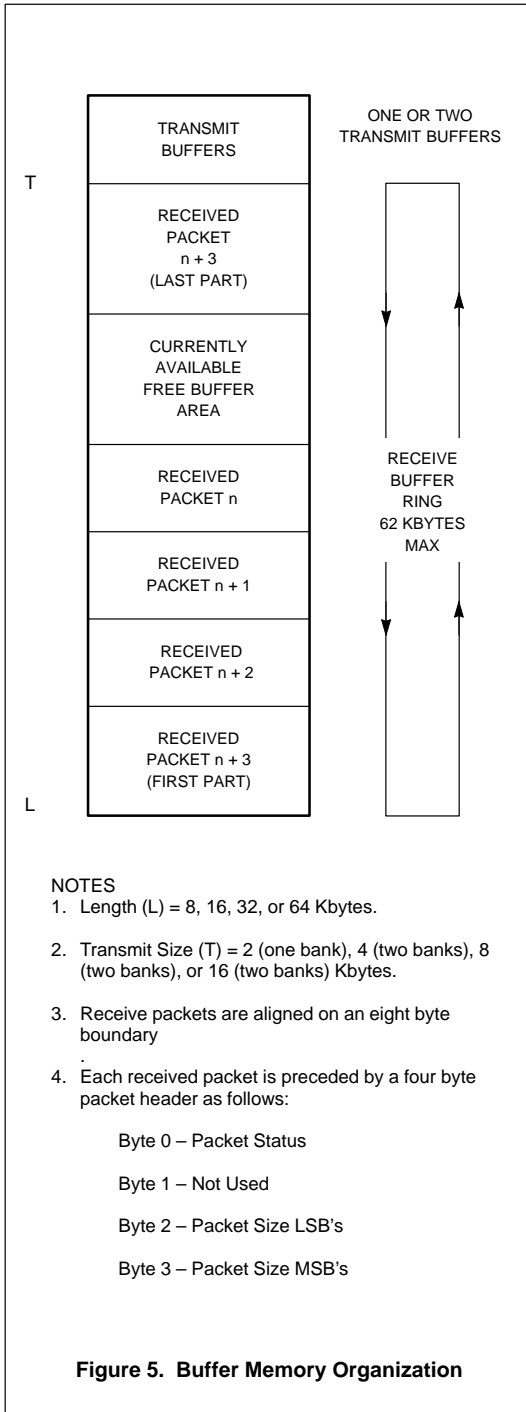 TRANSMIT
BUFFERS
ONE OR TWO
TRANSMIT BUFFERS
T
RECEIVED
PACKET
n + 3
(LAST PART)
CURRENTLY
AVAILABLE
FREE BUFFER
AREA
RECEIVED
PACKET n
RECEIVED
PACKET n + 1
RECEIVED
PACKET n + 2
RECEIVED
PACKET n + 3
(FIRST PART)
RECEIVE
BUFFER
RING
62 KBYTES
MAX
L
NOTES
1. Length (L) = 8, 16, 32, or 64 Kbytes.
2. Transmit Size (T) = 2 (one bank), 4 (two banks), 8
(two banks), or 16 (two banks) Kbytes.
3. Receive packets are aligned on an eight byte
boundary
.
4. Each received packet is preceded by a four byte
packet header as follows:
Byte 0 – Packet Status
Byte 1 – Not Used
Byte 2 – Packet Size LSB's
Byte 3 – Packet Size MSB's
Figure 5. Buffer Memory Organization